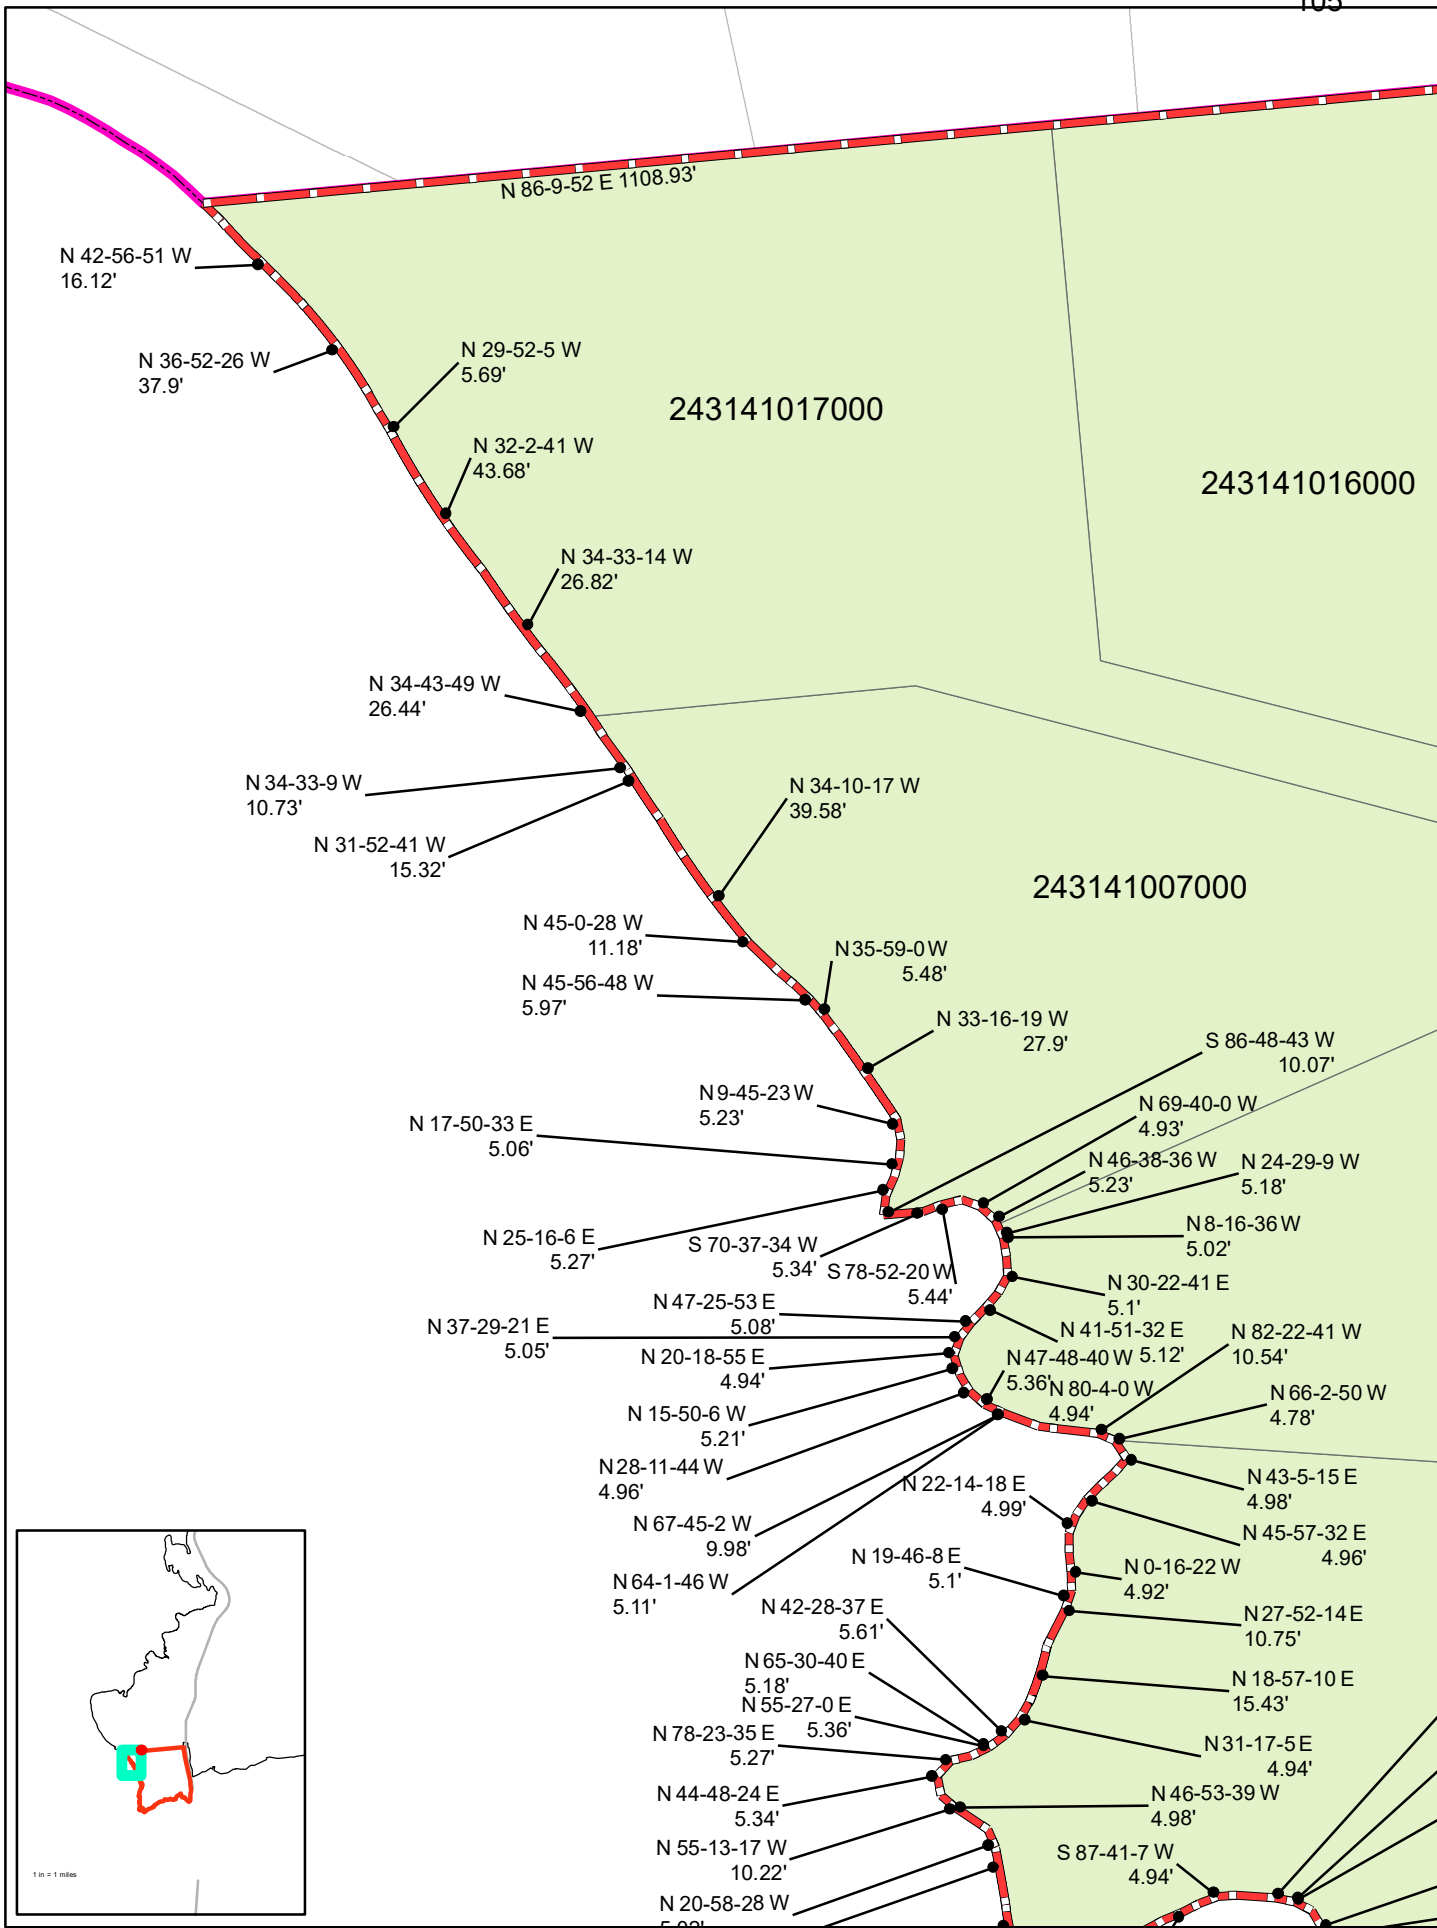 105
N 86-9-52 E 1108.93'
N 42-56-51 W
16.12'
N 36-52-26 W
37.9'
N 29-52-5 W
5.69'
243141017000
N 32-2-41 W
43.68'
243141016000
N 34-33-14 W
26.82'
N 34-43-49 W
26.44'
N 34-33-9 W
10.73'
N 34-10-17 W
39.58'
N 31-52-41 W
15.32'
243141007000
N 45-0-28 W
11.18'
N 35-59-0 W
5.48'
N 45-56-48 W
5.97'
N 33-16-19 W
27.9'
S 86-48-43 W
10.07'
N 9-45-23 W
5.23'
N 69-40-0 W
4.93'
N 17-50-33 E
5.06'
N 46-38-36 W
5.23'
N 24-29-9 W
5.18'
N 25-16-6 E
5.27'
S 70-37-34 W
5.34'
N 8-16-36 W
5.02'
S 78-52-20 W
5.44'
N 30-22-41 E
5.1'
N 47-25-53 E
5.08'
N 37-29-21 E
5.05'
N 41-51-32 E
5.12'
N 82-22-41 W
10.54'
N 20-18-55 E
4.94'
N 47-48-40 W
5.36'
N 80-4-0 W
4.94'
N 66-2-50 W
4.78'
N 15-50-6 W
5.21'
N 28-11-44 W
4.96'
N 22-14-18 E
4.99'
N 43-5-15 E
4.98'
N 67-45-2 W
9.98'
N 45-57-32 E
4.96'
N 19-46-8 E
5.1'
N 0-16-22 W
4.92'
N 64-1-46 W
5.11'
N 42-28-37 E
5.61'
N 27-52-14 E
10.75'
N 65-30-40 E
5.18'
N 18-57-10 E
15.43'
N 55-27-0 E
5.36'
N 78-23-35 E
5.27'
N 31-17-5 E
4.94'
N 44-48-24 E
5.34'
N 46-53-39 W
4.98'
N 55-13-17 W
10.22'
S 87-41-7 W
4.94'
N 20-58-28 W
1 in = 1 miles